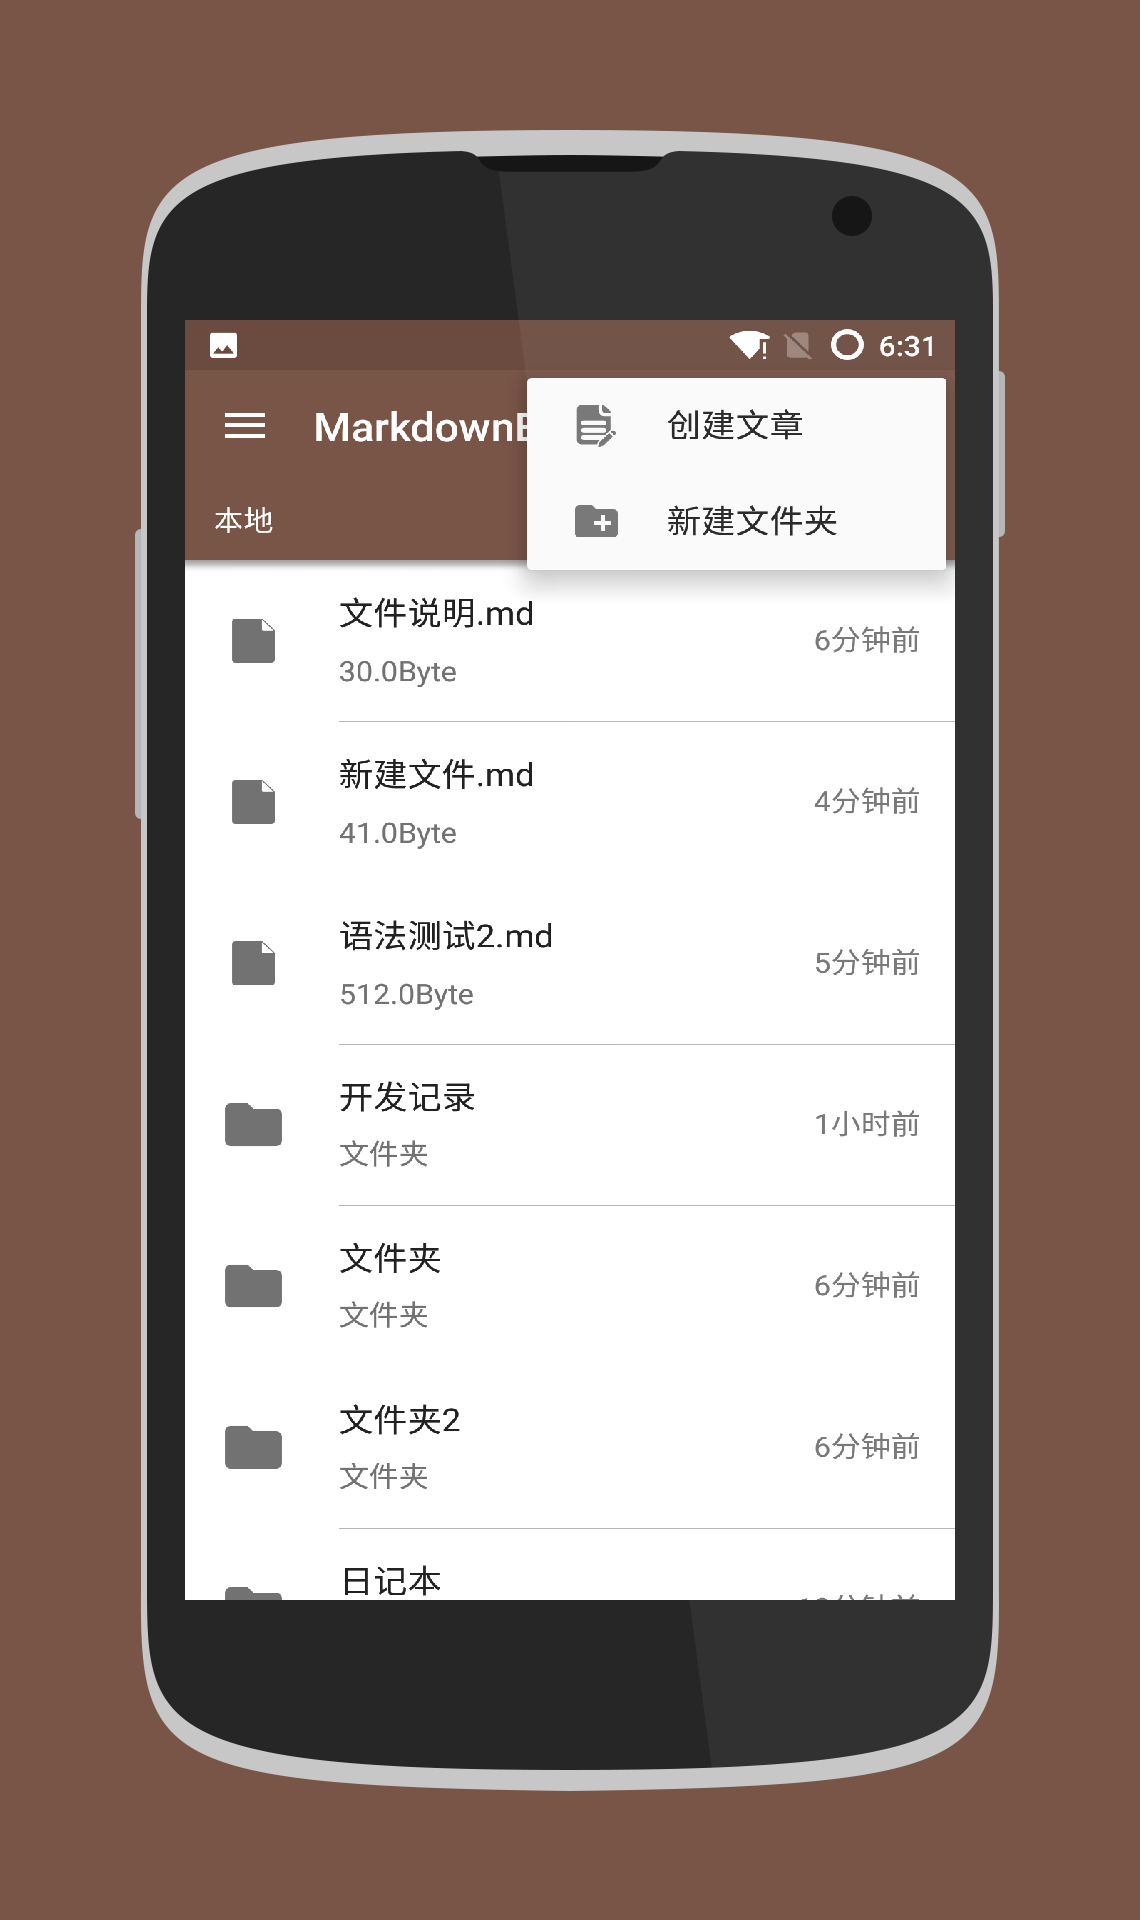 6:31
Markdown
创建文章
新建文件夹
本地
文件说明.md
30.0Byte
6分钟前
新建文件.md
41.0Byte
4分钟前
语法测试2.md
512.0Byte
5分钟前
开发记录
文件夹
1小时前
文件夹
文件夹
6分钟前
文件夹2
文件夹
6分钟前
日记本